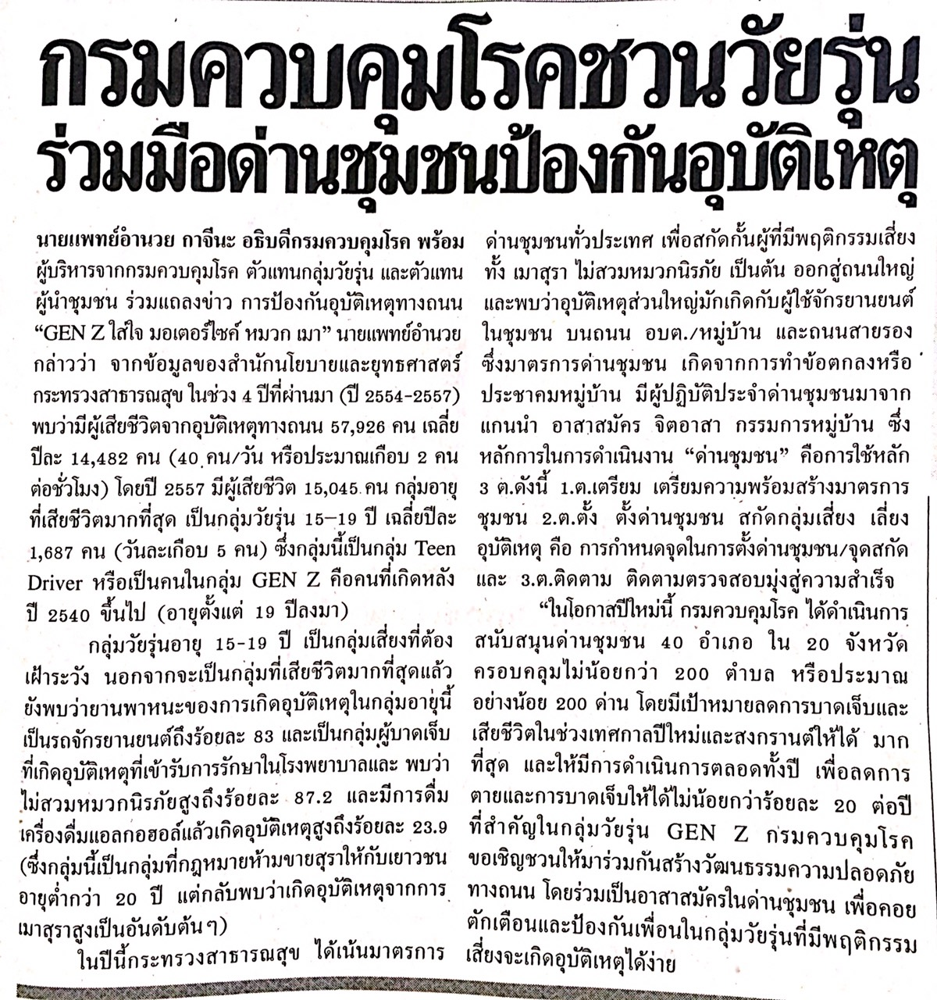 กรมควบคุมโรคชวนวัยรุ่น
ร่วมมือด่านชุมชนป้องกันอุบัติเหตุ
นายแพทย์อำนวย กาจีนะ อธิบดีกรมควบคุมโรค พร้อม
ผู้บริหารจากกรมควบคุมโรค ตัวแทนกลุ่มวัยรุ่น และตัวแทน
ผู้นำชุมชน ร่วมแถลงข่าว การป้องกันอุบัติเหตุทางถนน
“GEN Z ใส่ใจ มอเตอร์ไซค์ หมวก เมา” นายแพทย์อำนวย
กล่าวว่า จากข้อมูลของสำนักนโยบายและยุทธศาสตร์
กระทรวงสาธารณสุข ในช่วง 4 ปีที่ผ่านมา (ปี 2554-2557)
พบว่ามีผู้เสียชีวิตจากอุบัติเหตุทางถนน 57,926 คน เฉลี่ย
ปีละ 14,482 คน (40 คน/วัน หรือประมาณเกือบ 2 คน
ต่อชั่วโมง) โดยปี 2557 มีผู้เสียชีวิต 15,045 คน กลุ่มอายุ
ที่เสียชีวิตมากที่สุด เป็นกลุ่มวัยรุ่น 15–19 ปี เฉลี่ยปีละ
1,687 คน (วันละเกือบ 5 คน) ซึ่งกลุ่มนี้เป็นกลุ่ม Teen
Driver หรือเป็นคนในกลุ่ม GEN Z คือคนที่เกิดหลัง
ปี 2540 ขึ้นไป (อายุตั้งแต่ 19 ปีลงมา)
กลุ่มวัยรุ่นอายุ 15-19 ปี เป็นกลุ่มเสี่ยงที่ต้อง
เฝ้าระวัง นอกจากจะเป็นกลุ่มที่เสียชีวิตมากที่สุดแล้ว
ยังพบว่ายานพาหนะของการเกิดอุบัติเหตุในกลุ่มอายุนี้
เป็นรถจักรยานยนต์ถึงร้อยละ 83 และเป็นกลุ่มผู้บาดเจ็บ
ที่เกิดอุบัติเหตุที่เข้ารับการรักษาในโรงพยาบาลและ พบว่า
ไม่สวมหมวกนิรภัยสูงถึงร้อยละ 87.2 และมีการดื่ม
เครื่องดื่มแอลกอฮอล์แล้วเกิดอุบัติเหตุสูงถึงร้อยละ 23.9
(ซึ่งกลุ่มนี้เป็นกลุ่มที่กฎหมายห้ามขายสุราให้กับเยาวชน
อายุต่ำกว่า 20 ปี แต่กลับพบว่าเกิดอุบัติเหตุจากการ
เมาสุราสูงเป็นอันดับต้นๆ)
ในปีนี้กระทรวงสาธารณสุข ได้เน้นมาตรการ
ด่านชุมชนทั่วประเทศ เพื่อสกัดกั้นผู้ที่มีพฤติกรรมเสี่ยง
ทั้ง เมาสุรา ไม่สวมหมวกนิรภัย เป็นต้น ออกสู่ถนนใหญ่
และพบว่าอุบัติเหตุส่วนใหญ่มักเกิดกับผู้ใช้จักรยานยนต์
ในชุมชน บนถนน อบต./หมู่บ้าน และถนนสายรอง
ซึ่งมาตรการด่านชุมชน เกิดจากการทำข้อตกลงหรือ
ประชาคมหมู่บ้าน มีผู้ปฏิบัติประจำด่านชุมชนมาจาก
แกนนำ อาสาสมัคร จิตอาสา กรรมการหมู่บ้าน ซึ่ง
หลักการในการดำเนินงาน “ด่านชุมชน” คือการใช้หลัก
3 ต.ดังนี้ 1.ต.เตรียม เตรียมความพร้อมสร้างมาตรการ
ชุมชน 2.ต.ตั้ง ตั้งด่านชุมชน สกัดกลุ่มเสี่ยง เลี่ยง
อุบัติเหตุ คือ การกำหนดจุดในการตั้งด่านชุมชน/จุดสกัด
และ 3.ต.ติดตาม ติดตามตรวจสอบมุ่งสู่ความสำเร็จ
“ในโอกาสปีใหม่นี้ กรมควบคุมโรค ได้ดำเนินการ
สนับสนุนด่านชุมชน 40 อำเภอ ใน 20 จังหวัด
ครอบคลุมไม่น้อยกว่า 200 ตำบล หรือประมาณ
อย่างน้อย 200 ด่าน โดยมีเป้าหมายลดการบาดเจ็บและ
เสียชีวิตในช่วงเทศกาลปีใหม่และสงกรานต์ให้ได้ มาก
ที่สุด และให้มีการดำเนินการตลอดทั้งปี เพื่อลดการ
ตายและการบาดเจ็บให้ได้ไม่น้อยกว่าร้อยละ 20 ต่อปี
ที่สำคัญในกลุ่มวัยรุ่น GEN Z กรมควบคุมโรค
ขอเชิญชวนให้มาร่วมกันสร้างวัฒนธรรมความปลอดภัย
ทางถนน โดยร่วมเป็นอาสาสมัครในด่านชุมชน เพื่อคอย
ตักเตือนและป้องกันเพื่อนในกลุ่มวัยรุ่นที่มีพฤติกรรม
เสี่ยงจะเกิดอุบัติเหตุได้ง่าย